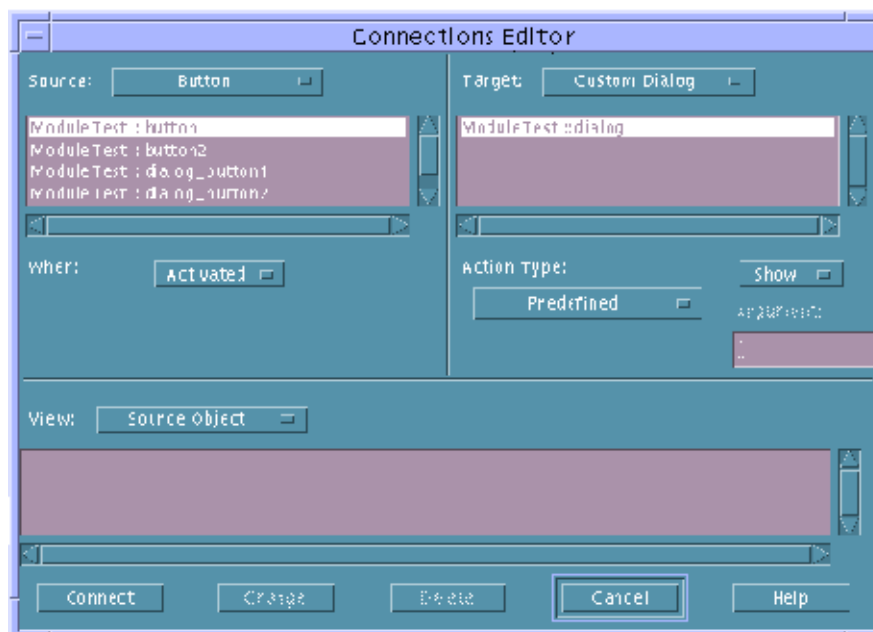 Connections Editor
Source: Button
Target: Custom Dialog
ModuleTest : button
ModuleTest : button2
ModuleTest : dialog_button1
ModuleTest : dialog_button2
ModuleTest ::dialog
When: Activated
Action Type: Show
Predefined
Argument:
View: Source Object
Connect Change Delete Cancel Help